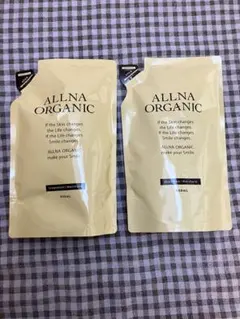 ALLNA
ORGANIC
If the Skin changes,
the Life changes.
If the Life changes,
Smile changes.
ALLNA ORGANIC
make your Smile.
ALLNA
ORGANIC
If the Skin changes,
the Life changes.
If the Life changes,
Smile changes.
ALLNA ORGANIC
make your Smile.